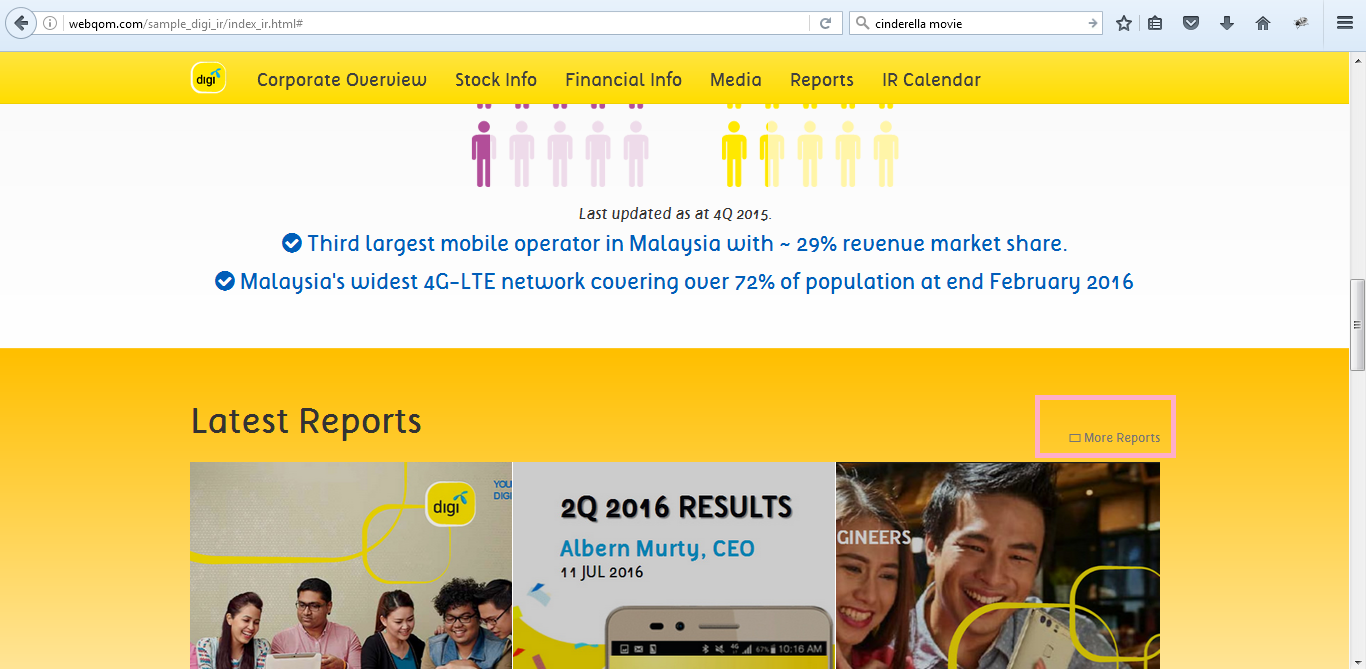 webqom.com/sample_digi_ir/index_ir.html#
cinderella movie
digi
Corporate Overview
Stock Info
Financial Info
Media
Reports
IR Calendar
Last updated as at 4Q 2015.
Third largest mobile operator in Malaysia with ~ 29% revenue market share.
Malaysia's widest 4G-LTE network covering over 72% of population at end February 2016
Latest Reports
More Reports
YOU
DIGI
digi
2Q 2016 RESULTS
Albern Murty, CEO
11 JUL 2016
4G 67% 10:16 AM
GINEERS